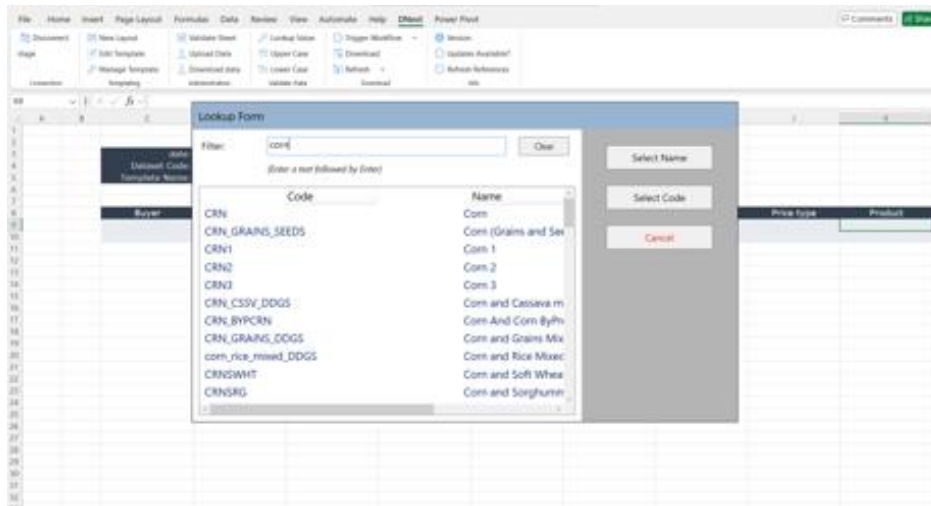 File Home Insert Page Layout Formulas Data Review View Automate Help DNext Power Pivot Comments
Disconnect New Layout Validate Sheet Lookup Value Trigger Workflow Version
Edit Template Upload Data Upper Case Download Updates Available?
Manage Template Download data Lower Case Refresh Refresh References
Connection Templating Administration Validate Data Download Info
Lookup Form
Filter: corn Clear
(Enter a text followed by Enter)
Select Name
Select Code
Cancel
Code Name
CRN Corn
CRN_GRAINS_SEEDS Corn (Grains and See
CRN1 Corn 1
CRN2 Corn 2
CRN3 Corn 3
CRN_CSSV_DDGS Corn and Cassava m
CRN_BYPCRN Corn And Corn ByPr
CRN_GRAINS_DDGS Corn and Grains Mix
corn_rice_mixed_DDGS Corn and Rice Mixed
CRNSWHT Corn and Soft Whea
CRNSRG Corn and Sorghumn
date
Dataset Code
Template Name
Buyer Price type Product